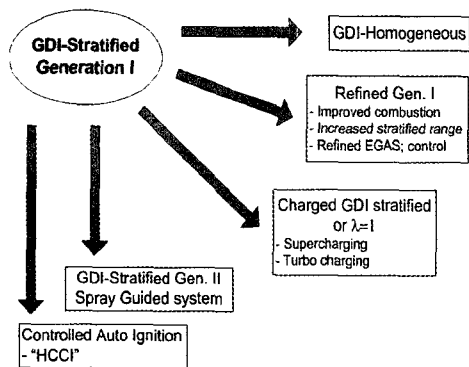 GDI-Stratified
Generation I
GDI-Homogeneous
Refined Gen. I
- Improved combustion
- Increased stratified range
- Refined EGAS; control
Charged GDI stratified
or λ=1
- Supercharging
- Turbo charging
GDI-Stratified Gen. II
Spray Guided system
Controlled Auto Ignition
- "HCCI"